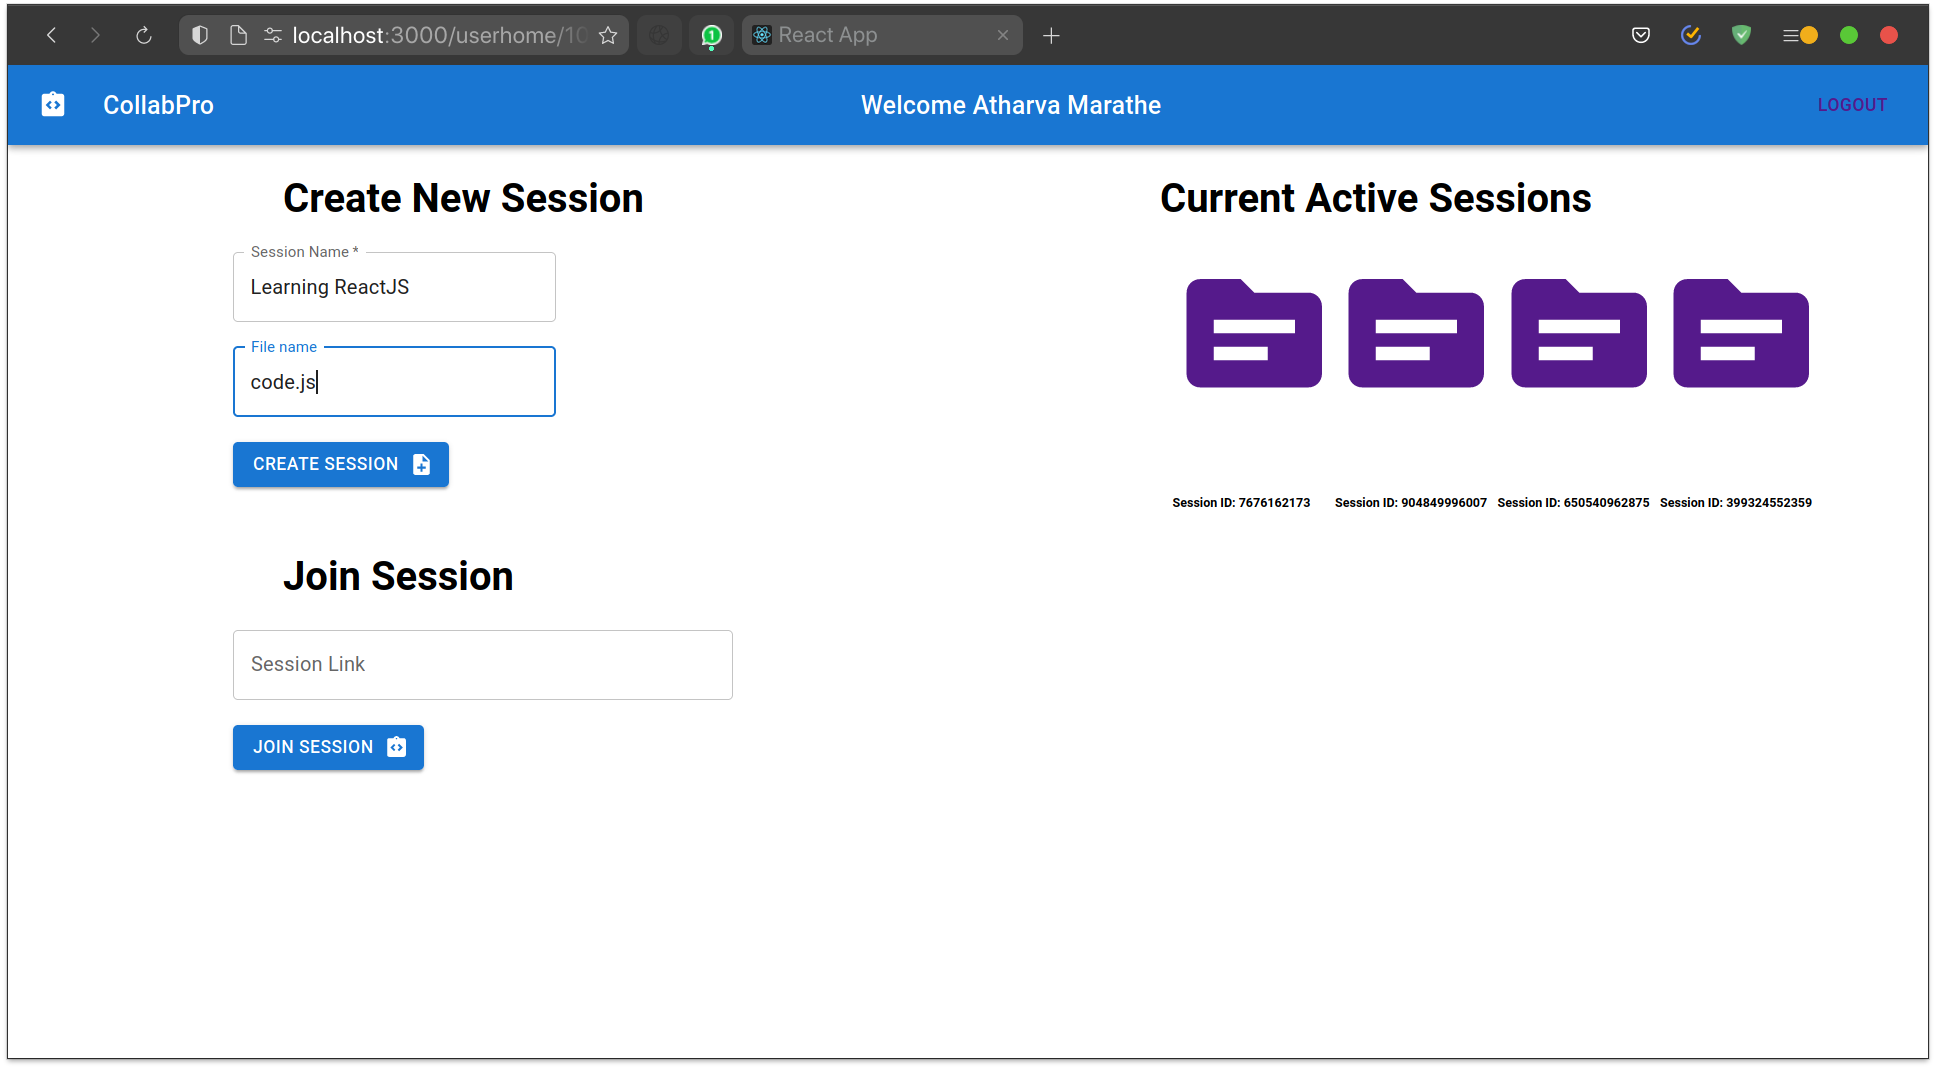 localhost:3000/userhome/10
1
React App
CollabPro
Welcome Atharva Marathe
LOGOUT
Create New Session
Session Name *
Learning ReactJS
File name
code.js
CREATE SESSION
Join Session
Session Link
JOIN SESSION
Current Active Sessions
Session ID: 7676162173
Session ID: 904849996007
Session ID: 650540962875
Session ID: 399324552359